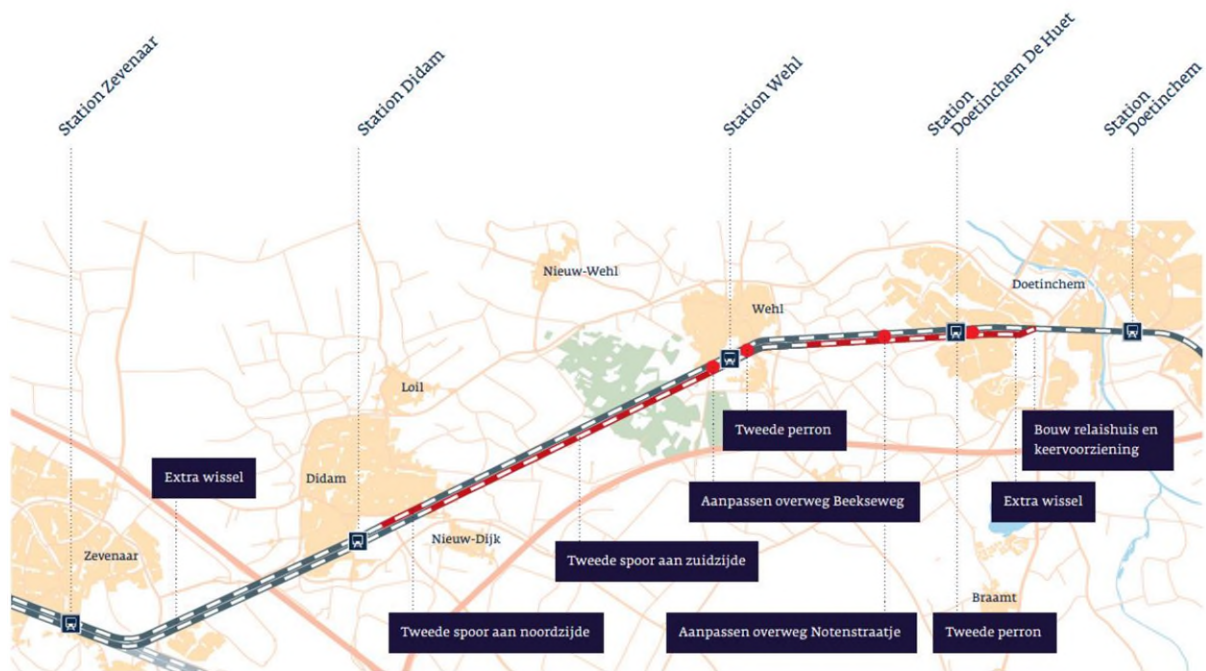 Station Zevenaar
Station Didam
Station Wehl
Station
Doetinchem De Huet
Station
Doetinchem
Nieuw-Wehl
Doetinchem
Wehl
Loil
Tweede perron
Bouw relaishuis en
keervoorziening
Extra wissel
Didam
Aanpassen overweg Beekseweg
Extra wissel
Nieuw-Dijk
Zevenaar
Tweede spoor aan zuidzijde
Braamt
Tweede spoor aan noordzijde
Aanpassen overweg Notenstraatje
Tweede perron